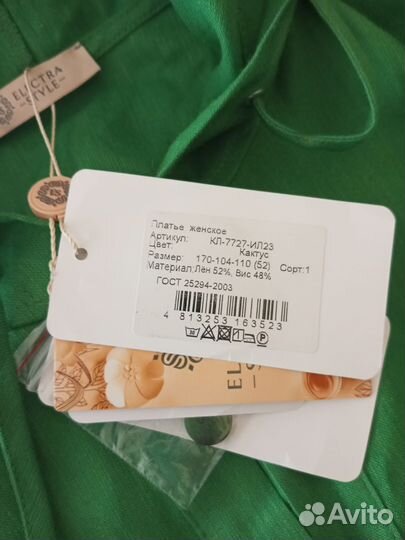 ELECTRA
STYLE
Платье женское
Артикул: КЛ-7727-ИЛ23
Цвет: Кактус
Размер: 170-104-110 (52) Сорт:1
Материал:Лён 52%, Вис 48%
ГОСТ 25294-2003
4 813253 163523
ELE
Avito